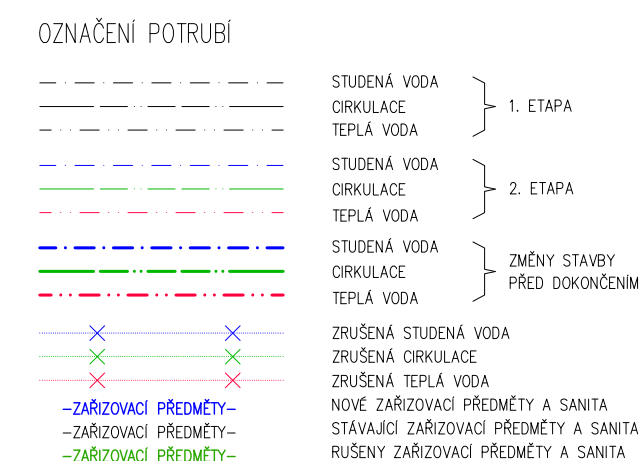 OZNAČENÍ POTRUBÍ
STUDENÁ VODA
CIRKULACE
TEPLÁ VODA
1. ETAPA
STUDENÁ VODA
CIRKULACE
TEPLÁ VODA
2. ETAPA
STUDENÁ VODA
CIRKULACE
TEPLÁ VODA
ZMĚNY STAVBY
PŘED DOKONČENÍM
ZRUŠENÁ STUDENÁ VODA
ZRUŠENÁ CIRKULACE
ZRUŠENÁ TEPLÁ VODA
-ZAŘIZOVACÍ PŘEDMĚTY- NOVÉ ZAŘIZOVACÍ PŘEDMĚTY A SANITA
-ZAŘIZOVACÍ PŘEDMĚTY- STÁVAJÍCÍ ZAŘIZOVACÍ PŘEDMĚTY A SANITA
-ZAŘIZOVACÍ PŘEDMĚTY- RUŠENY ZAŘIZOVACÍ PŘEDMĚTY A SANITA